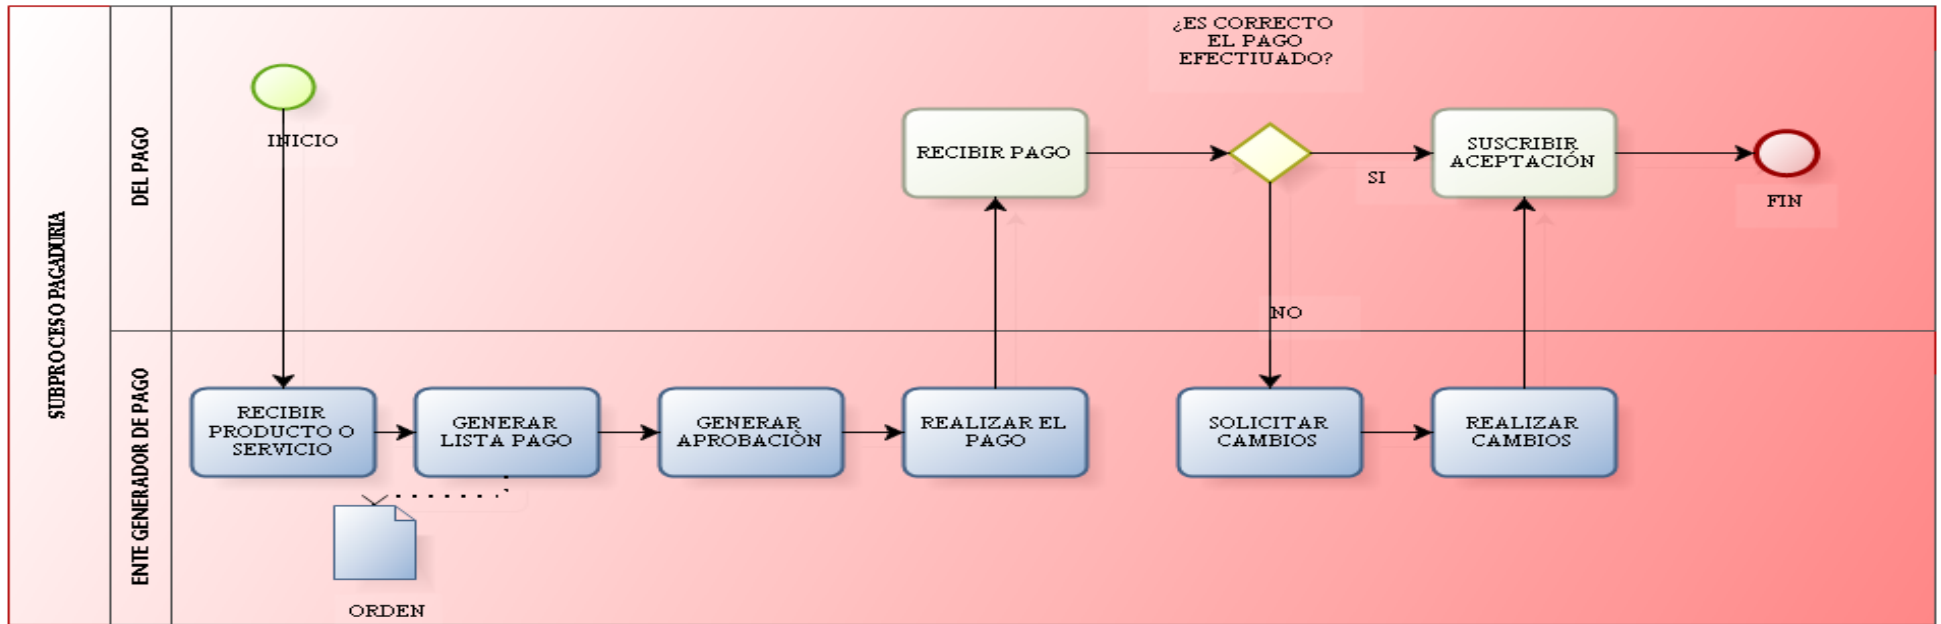 SUBPROCESO PAGADURIA
DEL PAGO
¿ES CORRECTO
EL PAGO
EFECTIUADO?
INICIO
RECIBIR PAGO
SI
SUSCRIBIR
ACEPTACIÓN
FIN
NO
ENTE GENERADOR DE PAGO
RECIBIR
PRODUCTO O
SERVICIO
GENERAR
LISTA PAGO
GENERAR
APROBACIÒN
REALIZAR EL
PAGO
SOLICITAR
CAMBIOS
REALIZAR
CAMBIOS
ORDEN